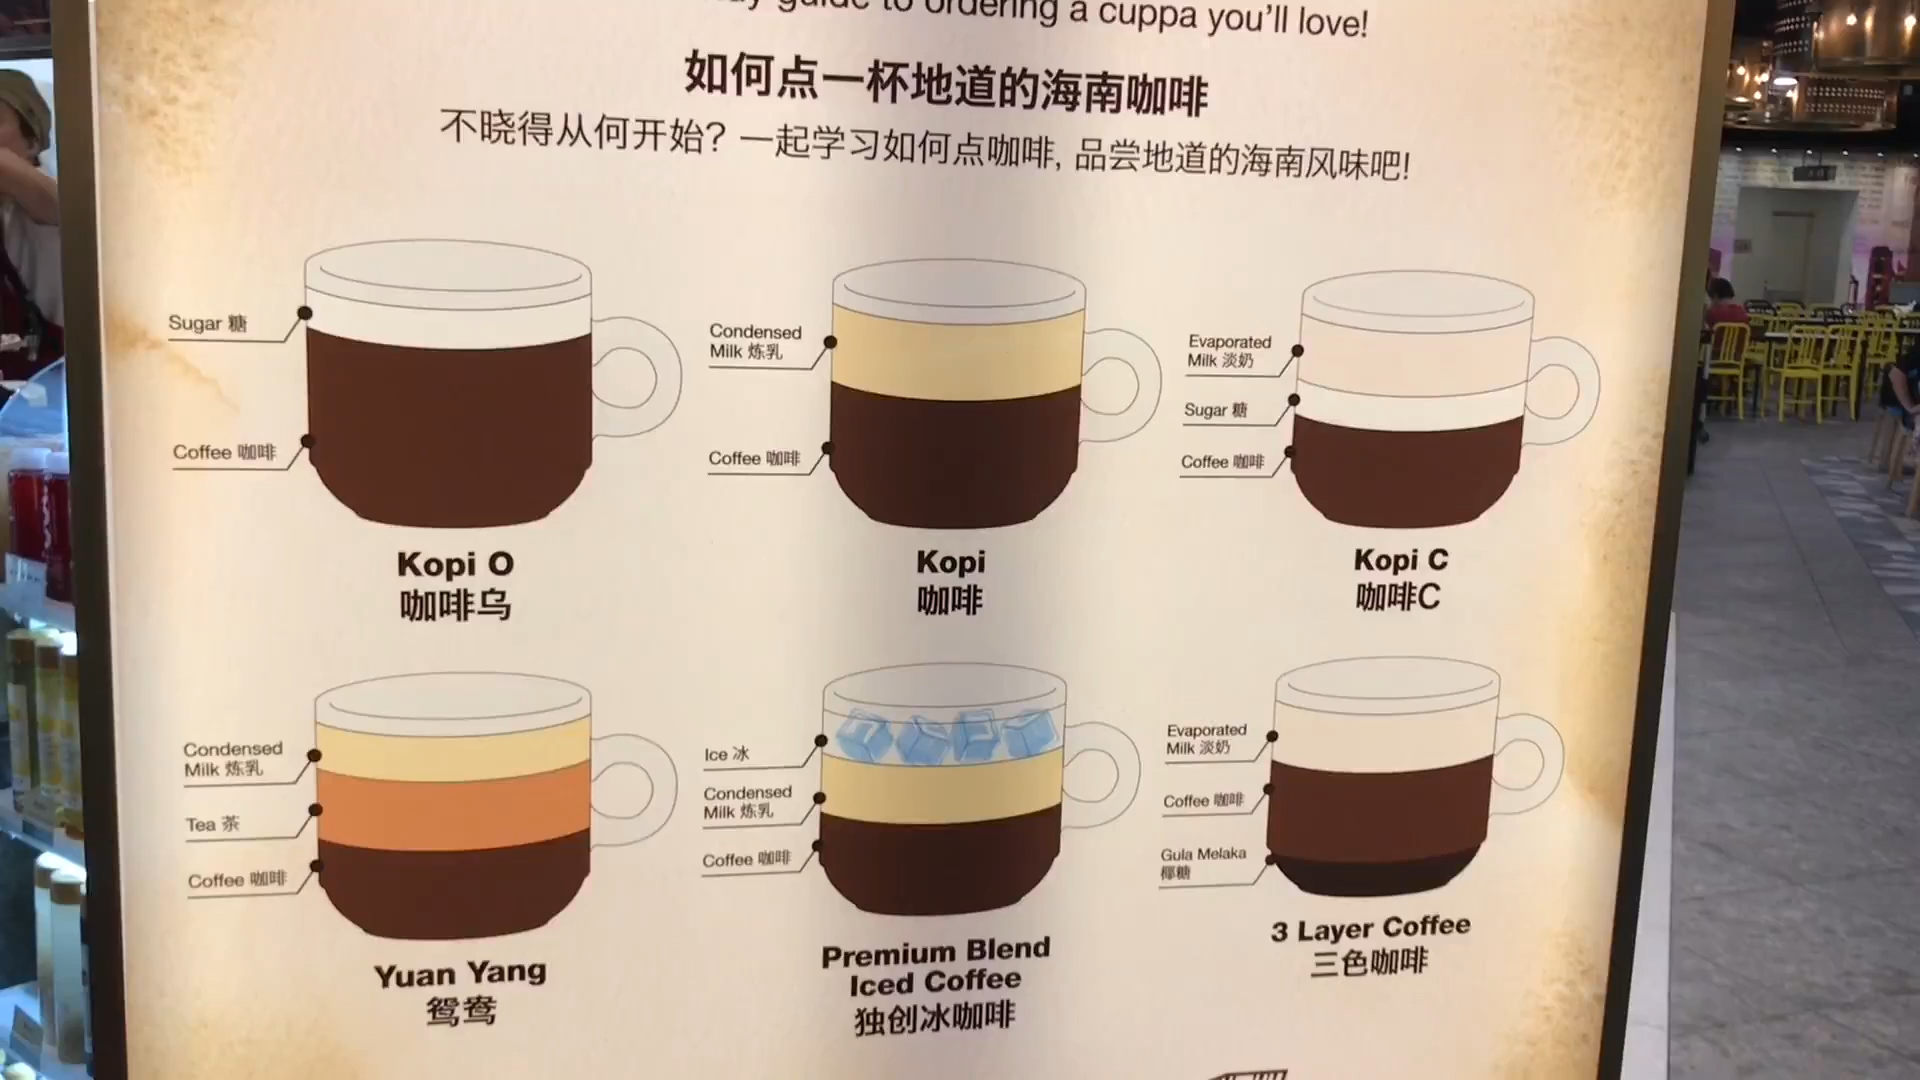 guide to ordering a cuppa you'll love!
如何点一杯地道的海南咖啡
不晓得从何开始? 一起学习如何点咖啡, 品尝地道的海南风味吧!
Sugar 糖
Coffee 咖啡
Kopi O
咖啡乌
Condensed
Milk 炼乳
Coffee 咖啡
Kopi
咖啡
Evaporated
Milk 淡奶
Sugar 糖
Coffee 咖啡
Kopi C
咖啡C
Condensed
Milk 炼乳
Tea 茶
Coffee 咖啡
Yuan Yang
鸳鸯
Ice 冰
Condensed
Milk 炼乳
Coffee 咖啡
Premium Blend
Iced Coffee
独创冰咖啡
Evaporated
Milk 淡奶
Coffee 咖啡
Gula Melaka
椰糖
3 Layer Coffee
三色咖啡